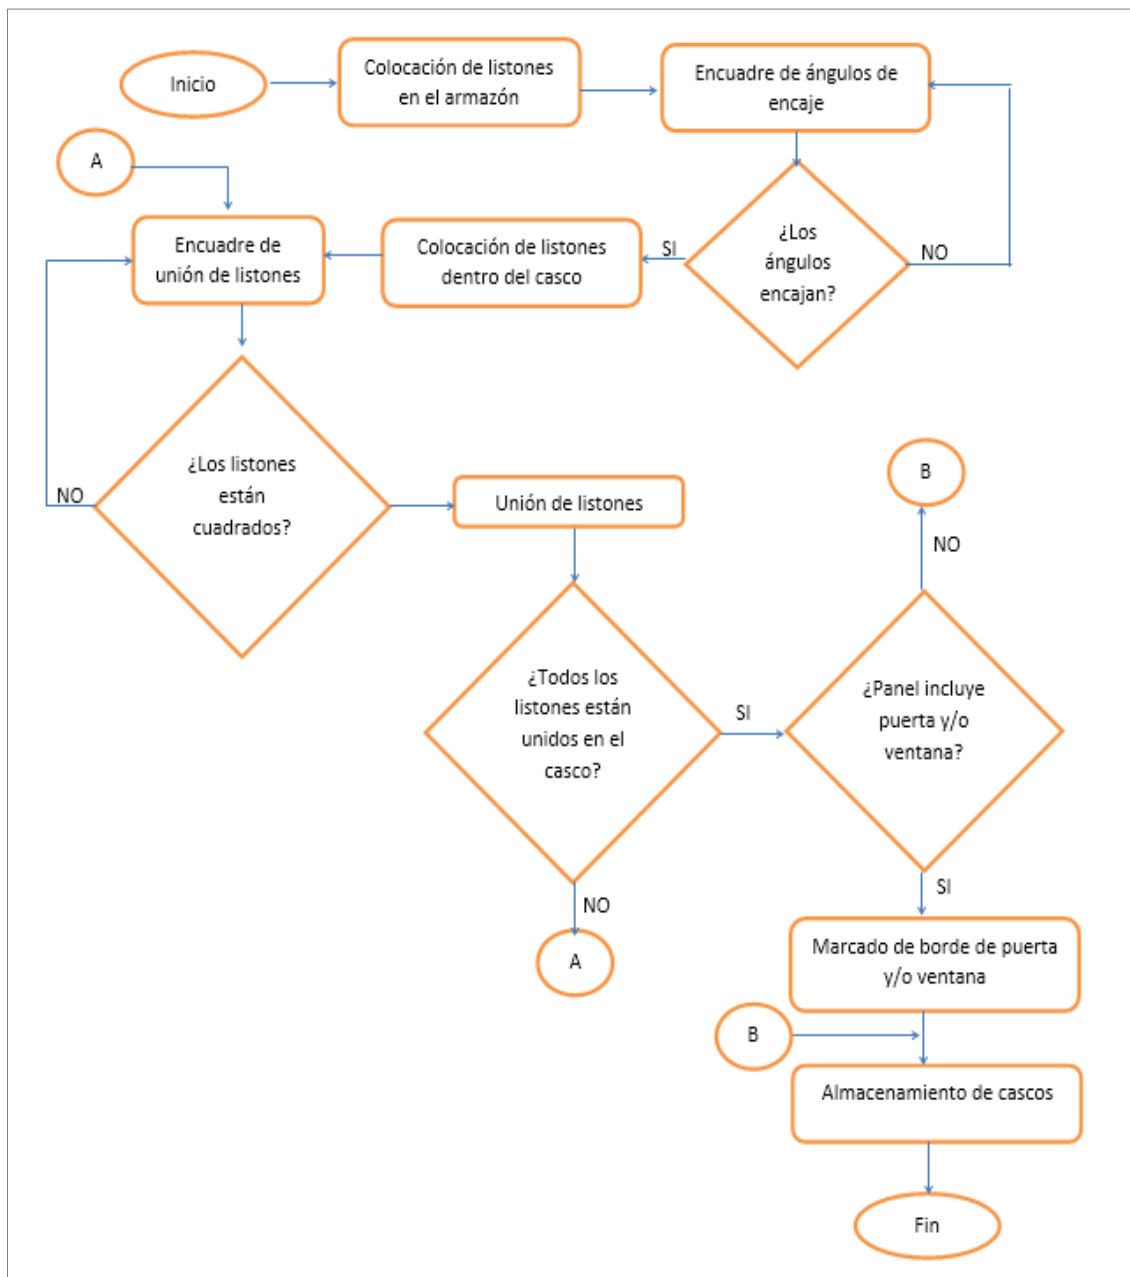 Inicio
Colocación de listones
en el armazón
Encuadre de ángulos de
encaje
A
¿Los
ángulos
encajan?
SI
NO
Colocación de listones
dentro del casco
Encuadre de
unión de listones
¿Los listones
están
cuadrados?
NO
Unión de listones
B
NO
¿Todos los
listones están
unidos en el
casco?
SI
¿Panel incluye
puerta y/o
ventana?
SI
NO
A
Marcado de borde de puerta
y/o ventana
B
Almacenamiento de cascos
Fin